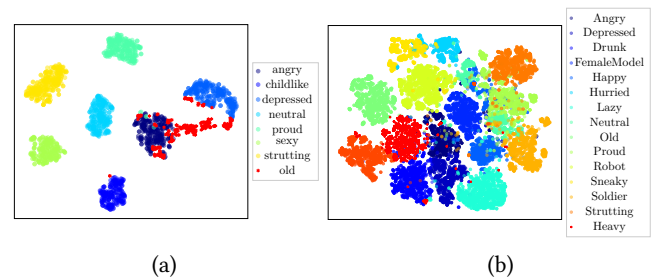 angry
childlike
depressed
neutral
proud
sexy
strutting
old
Angry
Depressed
Drunk
FemaleModel
Happy
Hurried
Lazy
Neutral
Old
Proud
Robot
Sneaky
Soldier
Strutting
Heavy
(a)
(b)